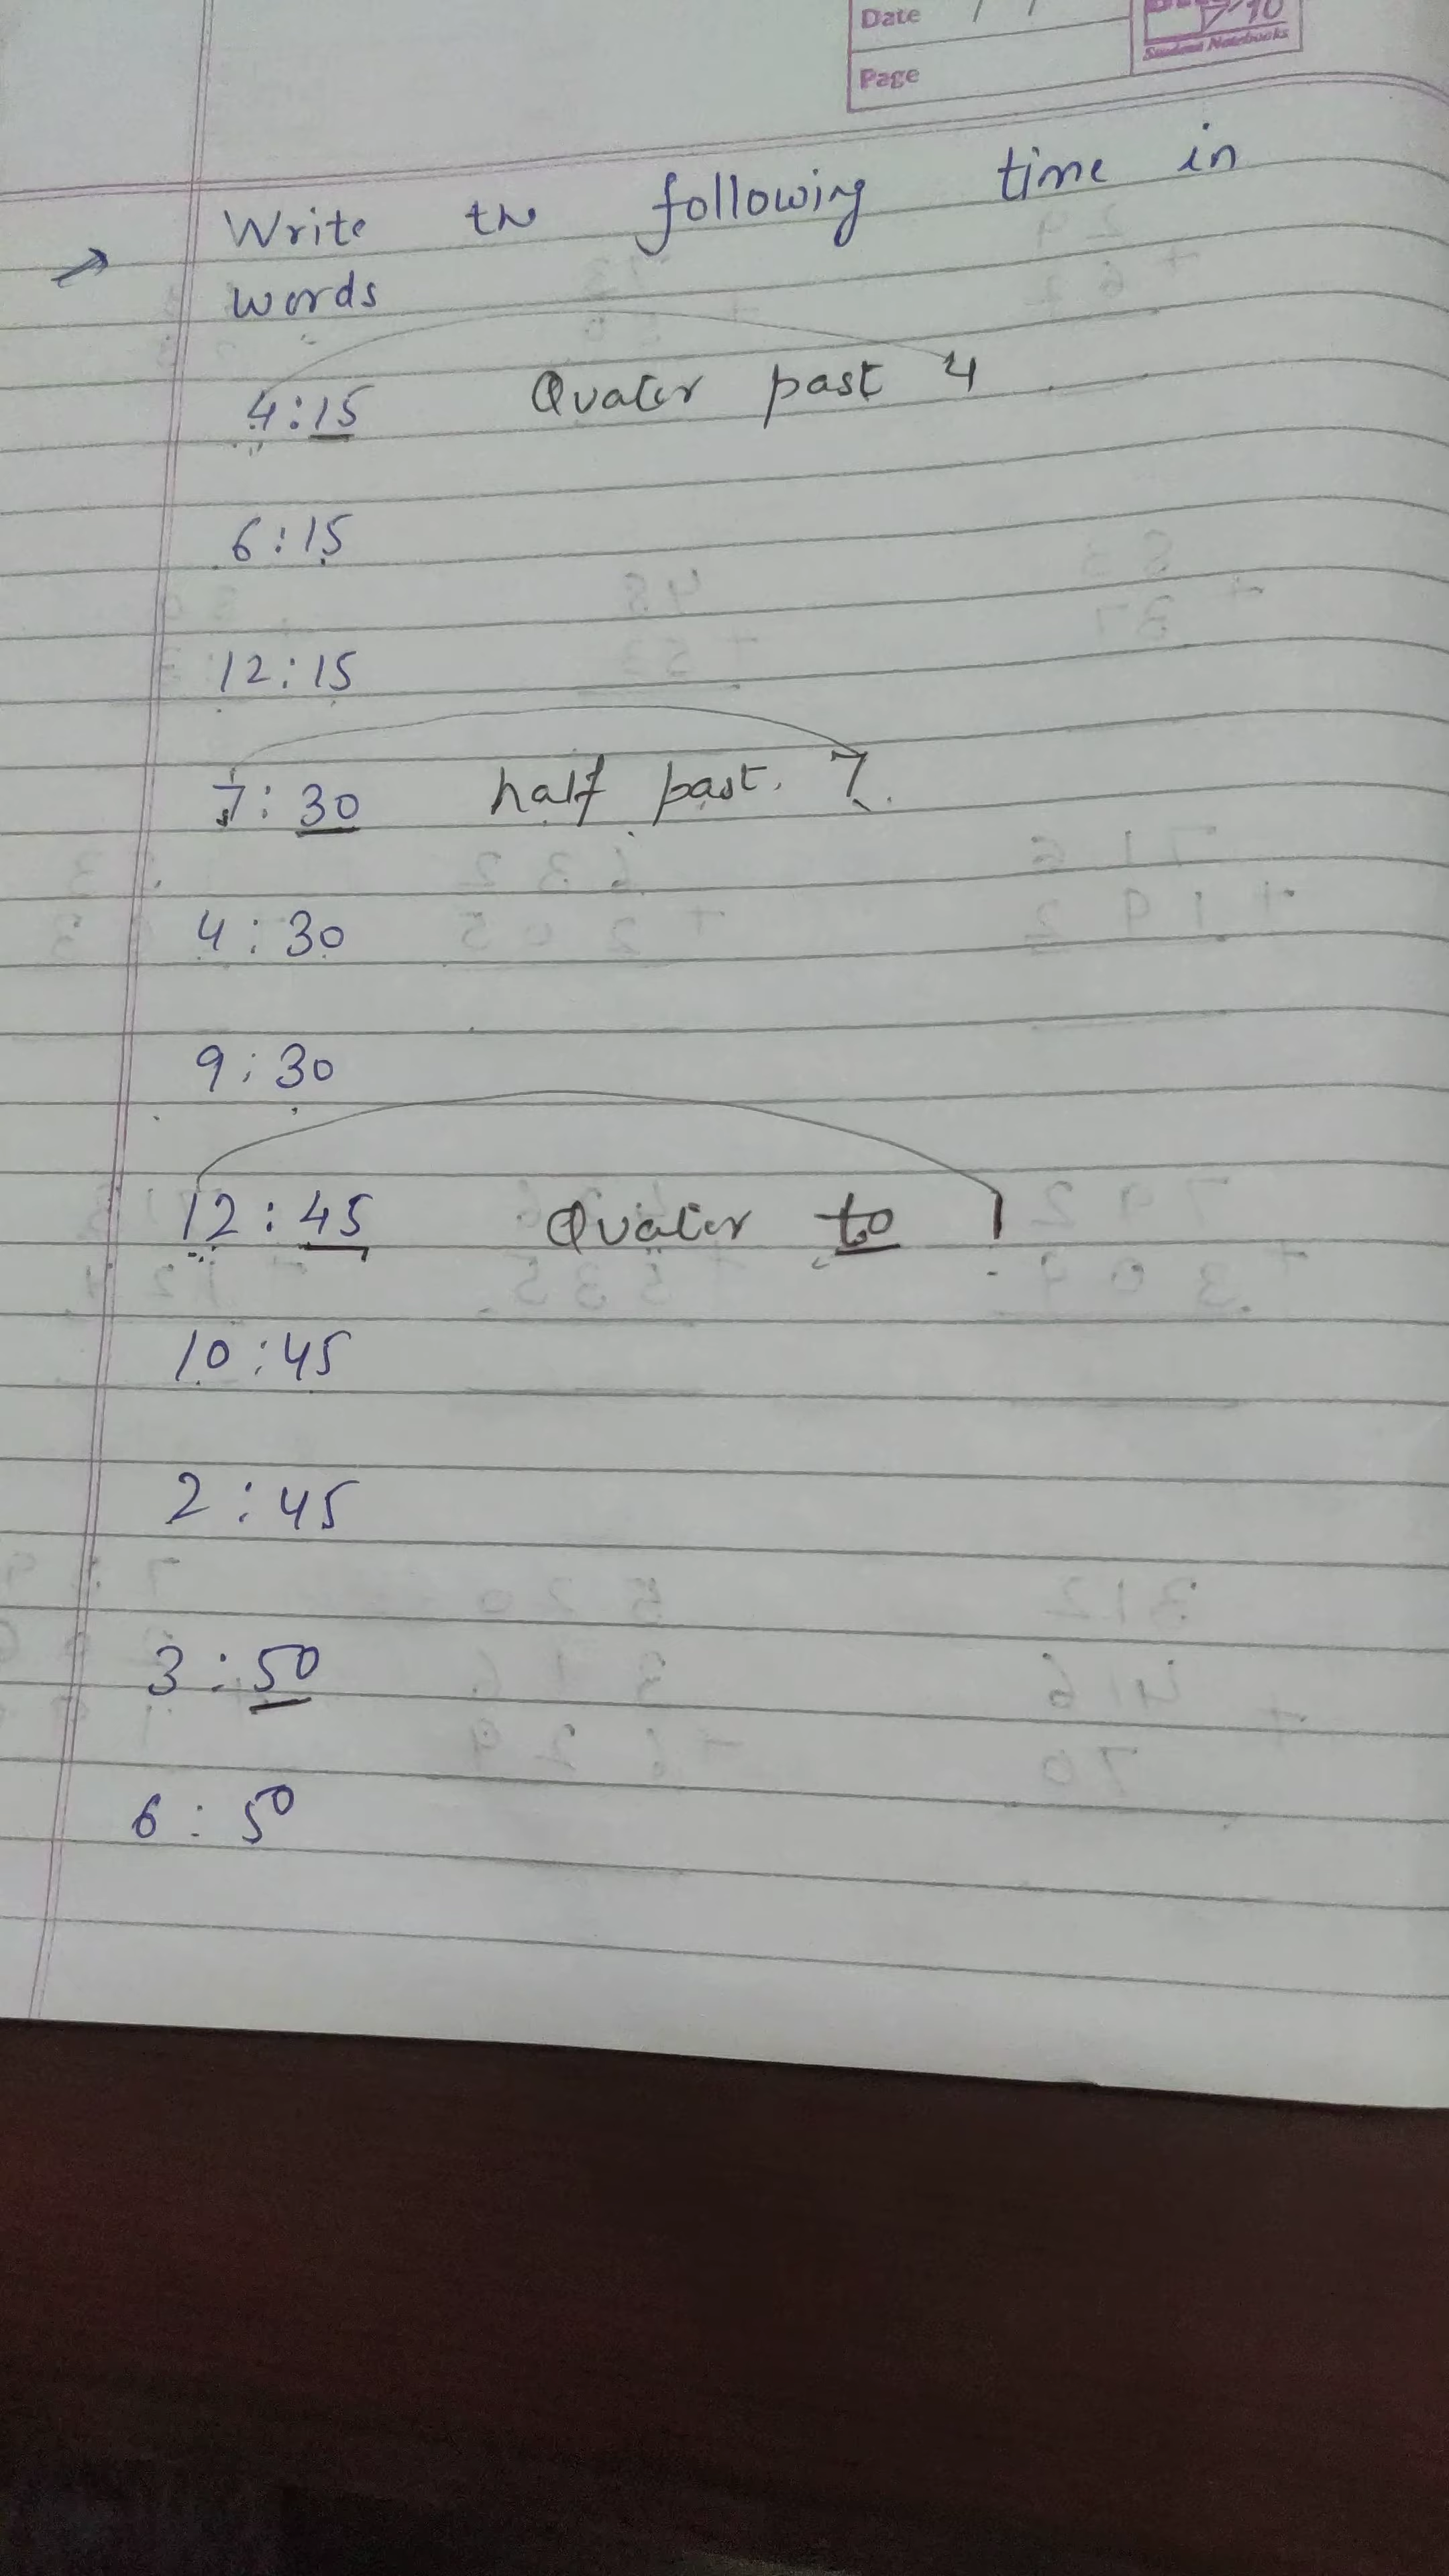 Date / /
Page
Student Notebooks
Write the following time in
words
4:15 Quater past 4
6:15
12:15
7:30 half past. 7.
4:30
9:30
12:45 Quater to 1
10:45
2:45
3:50
6:50